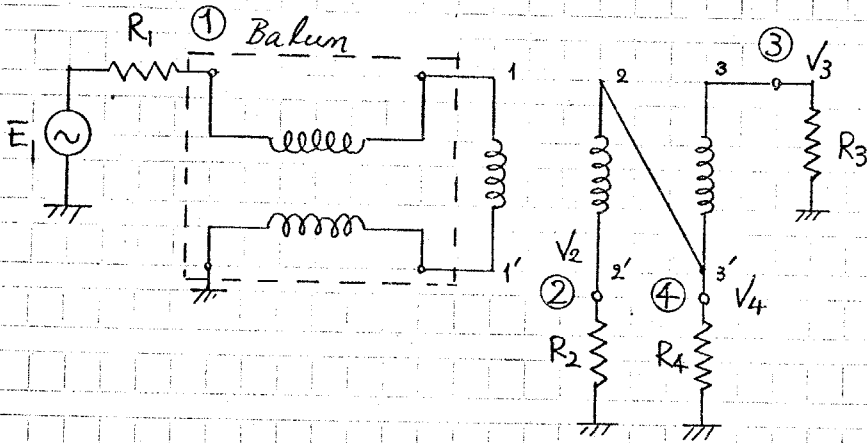 ① Balun
R₁
E₁
1
1'
2
2'
3
3'
③ V₃
R₃
V₂
②
R₂
④ V₄
R₄